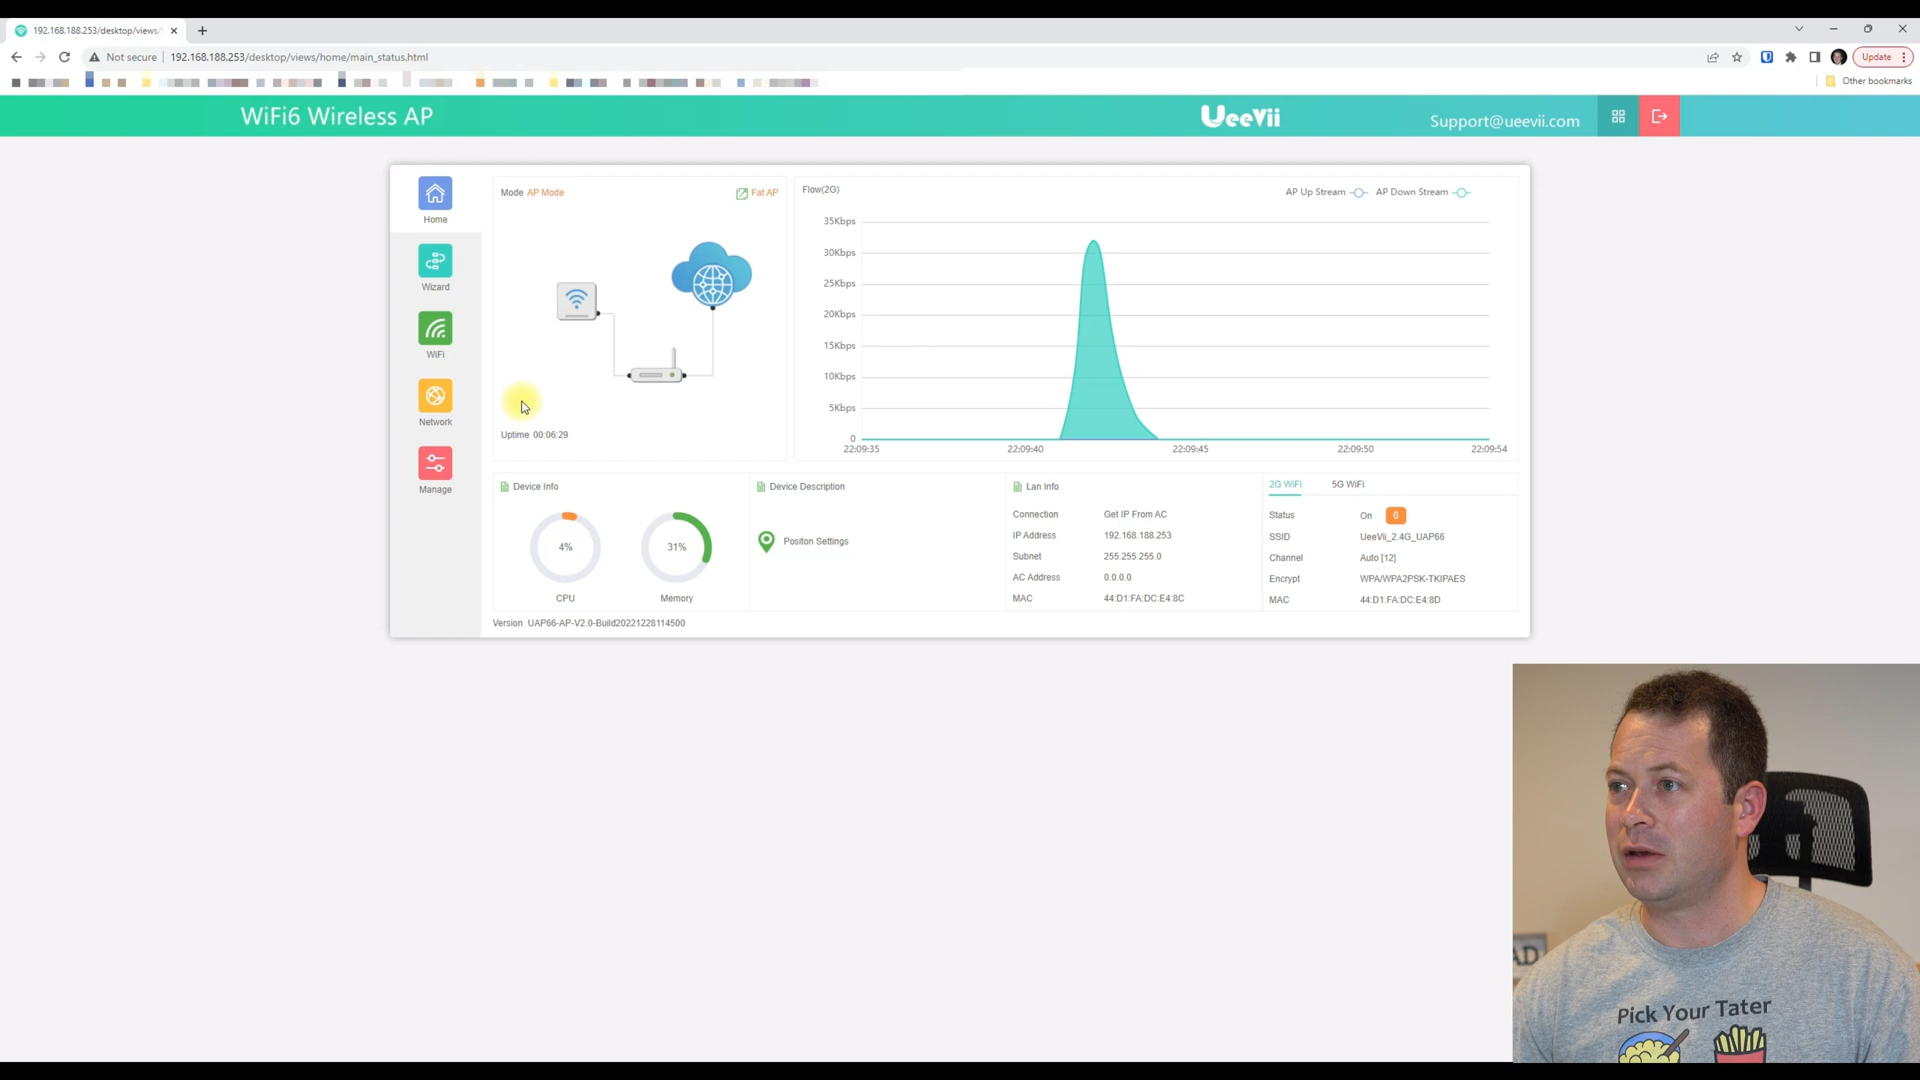 192.168.188.253/desktop/views/
Not secure
192.168.188.253/desktop/views/home/main_status.html
Update
Other bookmarks
WiFi6 Wireless AP
UeeVii
Support@ueevii.com
Home
Wizard
WiFi
Network
Manage
Mode AP Mode
Fat AP
Uptime 00:06:29
Flow(2G)
AP Up Stream
AP Down Stream
35Kbps
30Kbps
25Kbps
20Kbps
15Kbps
10Kbps
5Kbps
0
22:09:35
22:09:40
22:09:45
22:09:50
22:09:54
Device Info
4%
CPU
31%
Memory
Device Description
Positon Settings
Lan Info
Connection Get IP From AC
IP Address 192.168.188.253
Subnet 255.255.255.0
AC Address 0.0.0.0
MAC 44:D1:FA:DC:E4:8C
2G WiFi
5G WiFi
Status On 0
SSID UeeVii_2.4G_UAP66
Channel Auto [12]
Encrypt WPA/WPA2PSK-TKIPAES
MAC 44:D1:FA:DC:E4:8D
Version UAP66-AP-V2.0-Build20221228114500
AD
Pick Your Tater